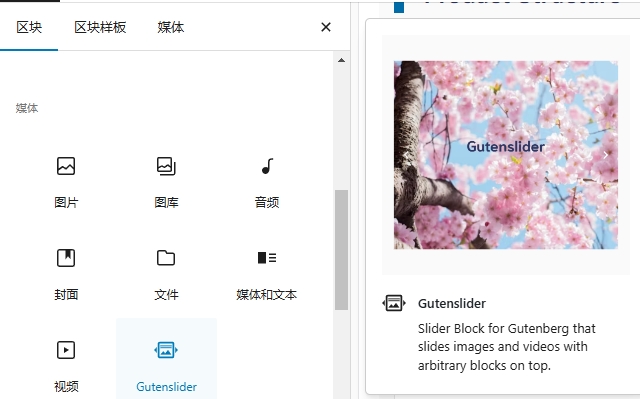 区块 区块样板 媒体
媒体
图片 图库 音频
封面 文件 媒体和文本
视频 Gutenslider
Product Structure
Gutenslider
Gutenslider
Slider Block for Gutenberg that
slides images and videos with
arbitrary blocks on top.